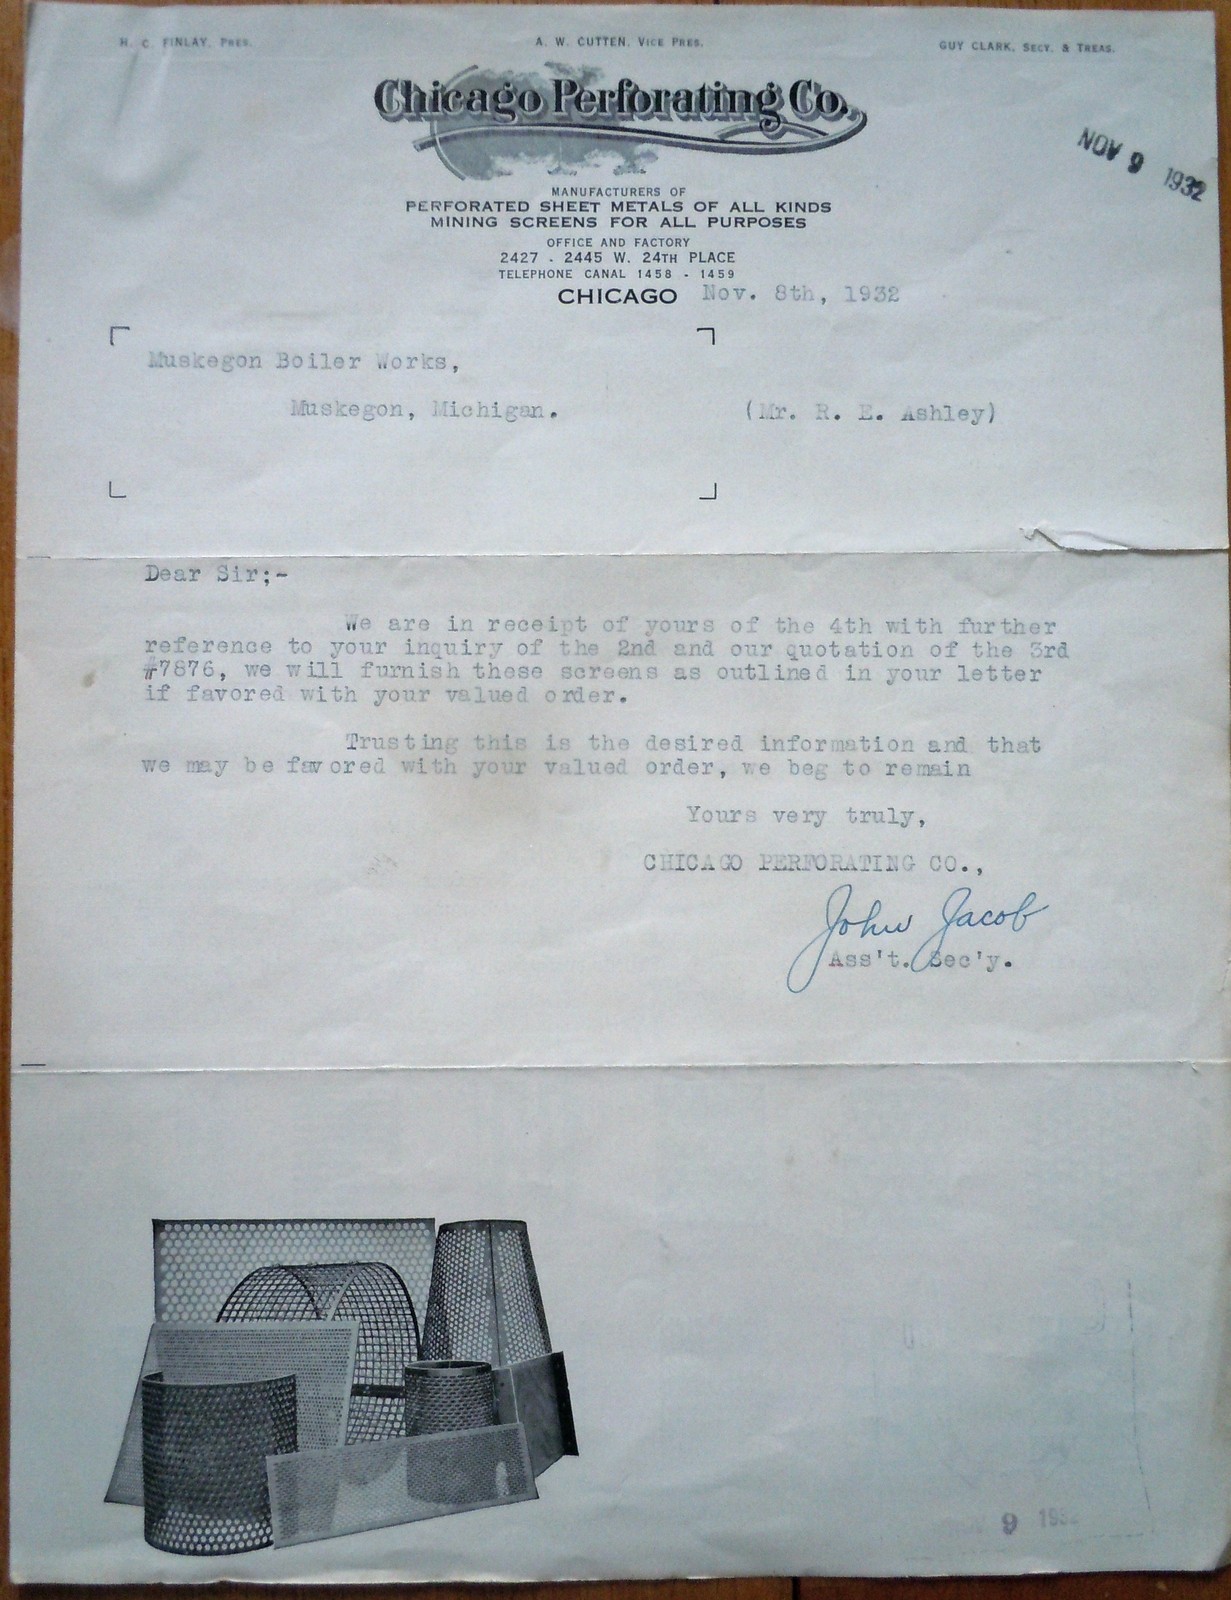 H. C. FINLAY, PRES.
A. W. CUTTEN, VICE PRES.
GUY CLARK, SECY. & TREAS.
Chicago Perforating Co.
NOV 9 1932
MANUFACTURERS OF
PERFORATED SHEET METALS OF ALL KINDS
MINING SCREENS FOR ALL PURPOSES
OFFICE AND FACTORY
2427 - 2445 W. 24TH PLACE
TELEPHONE CANAL 1458 - 1459
CHICAGO Nov. 8th, 1932
Muskegon Boiler Works,
Muskegon, Michigan.
(Mr. R. E. Ashley)
Dear Sir;-
We are in receipt of yours of the 4th with further
reference to your inquiry of the 2nd and our quotation of the 3rd
#7876, we will furnish these screens as outlined in your letter
if favored with your valued order.
Trusting this is the desired information and that
we may be favored with your valued order, we beg to remain
Yours very truly,
CHICAGO PERFORATING CO.,
John Jacob
Ass't. Sec'y.
9 1932